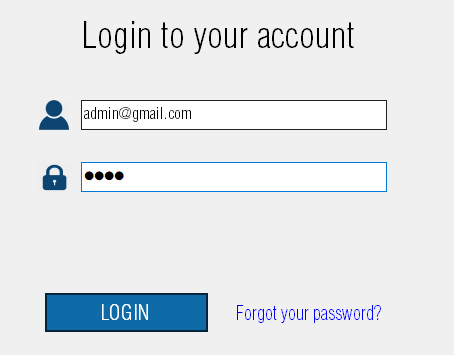 Login to your account
admin@gmail.com
●●●●
LOGIN
Forgot your password?